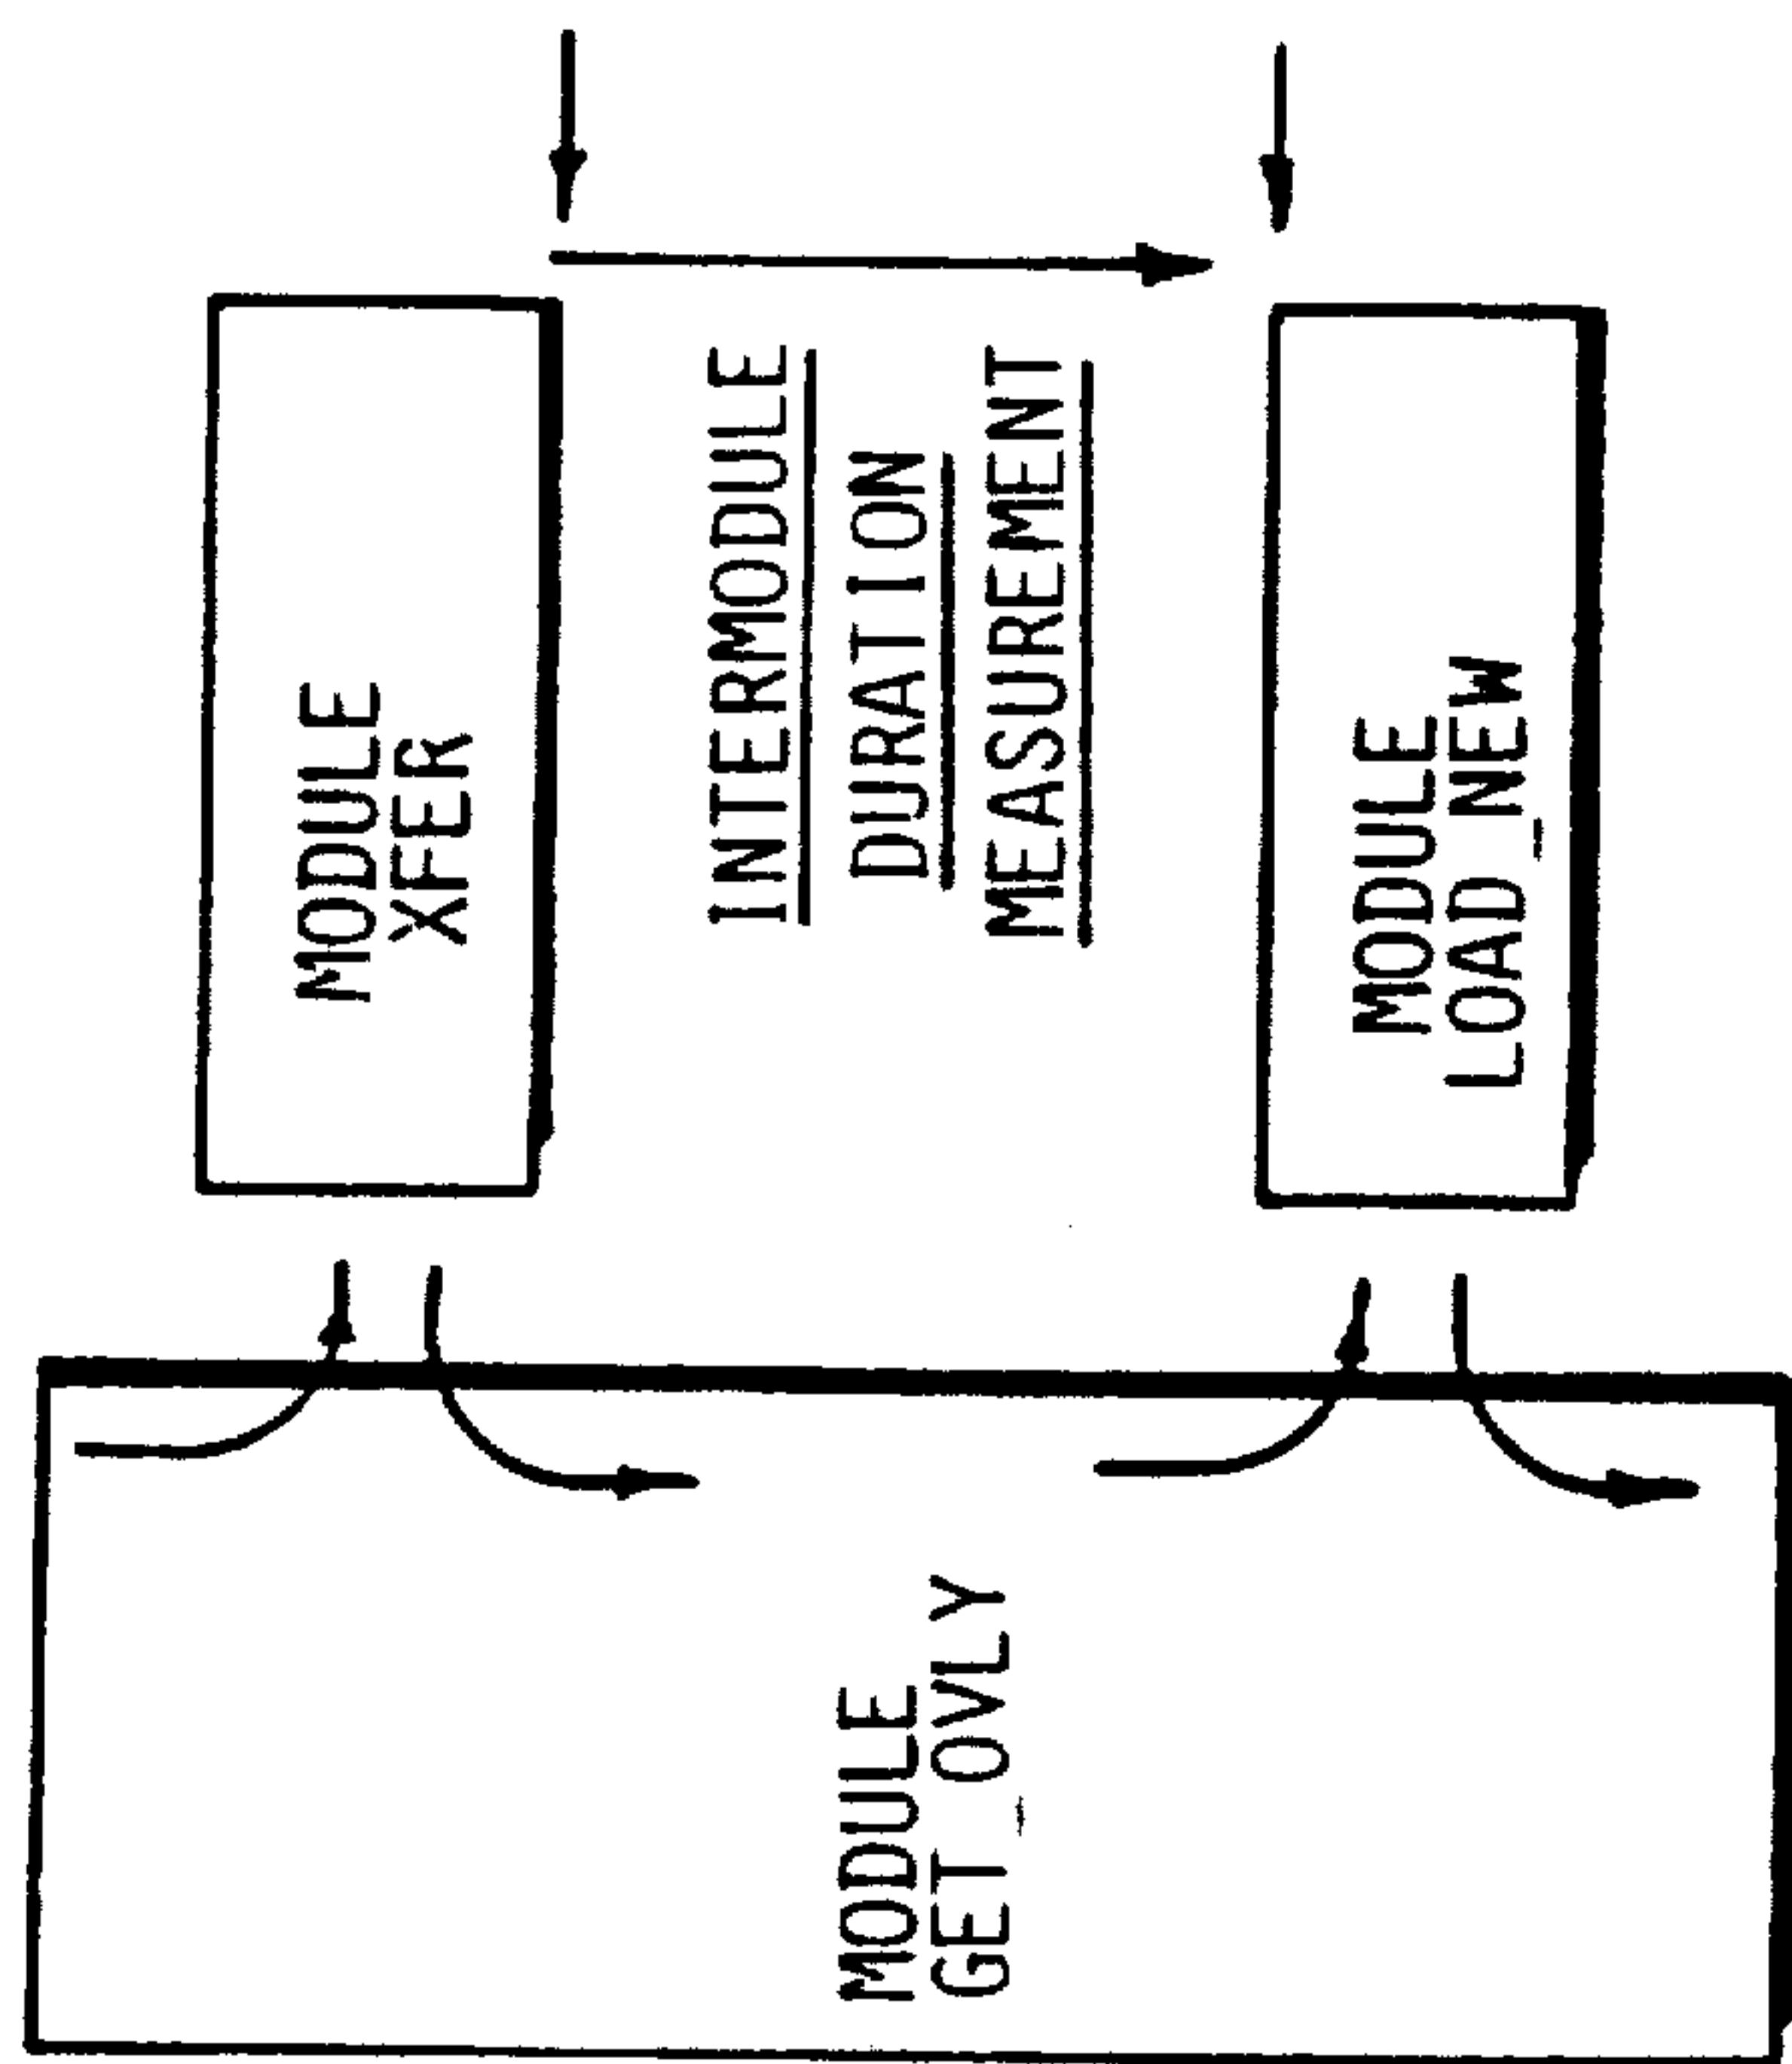 MODULE
GET_OVLY
MODULE
XFER
INTERMODULE
DURATION
MEASUREMENT
MODULE
LOAD_NEW